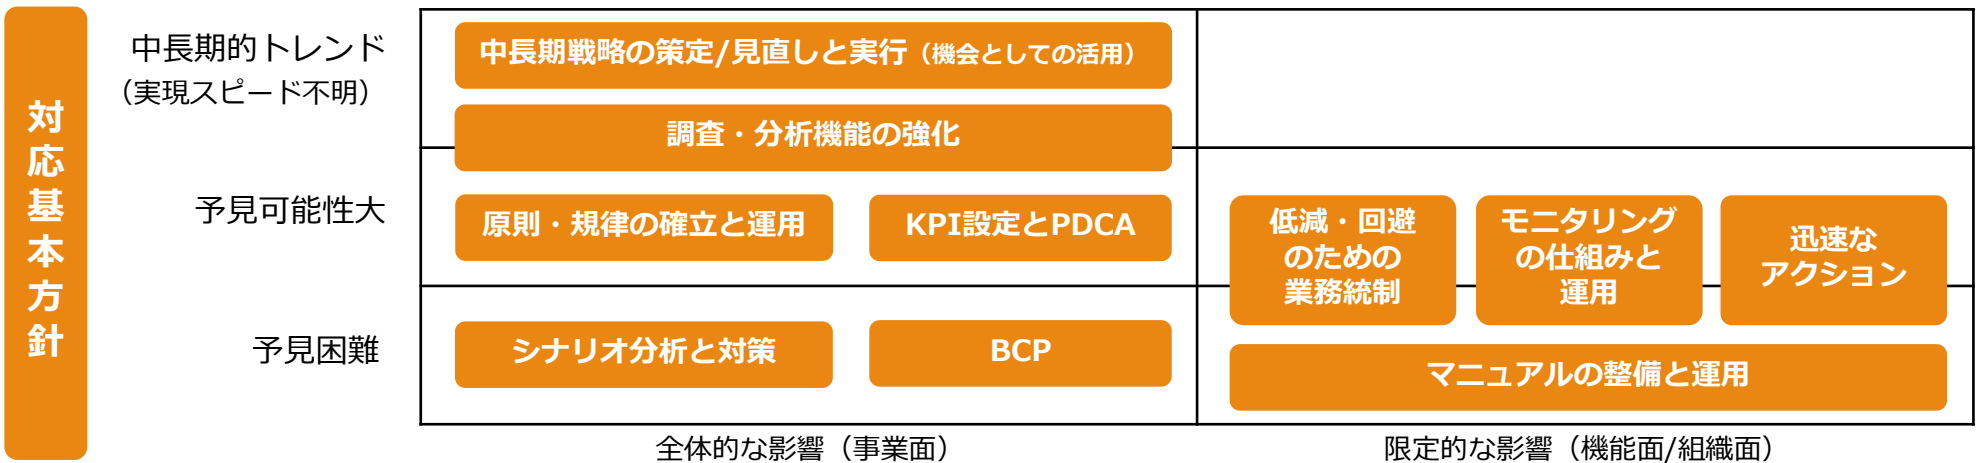 対応基本方針
中長期的トレンド
（実現スピード不明）
中長期戦略の策定/見直しと実行（機会としての活用）
調査・分析機能の強化
予見可能性大
原則・規律の確立と運用
KPI設定とPDCA
低減・回避
のための
業務統制
モニタリング
の仕組みと
運用
迅速な
アクション
予見困難
シナリオ分析と対策
BCP
マニュアルの整備と運用
全体的な影響（事業面）
限定的な影響（機能面/組織面）